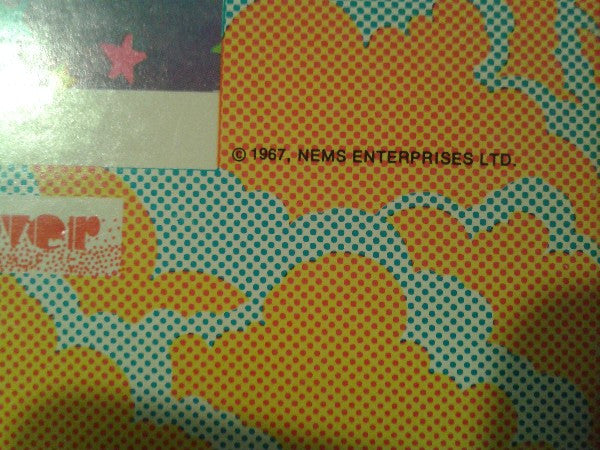 © 1967, NEMS ENTERPRISES LTD.
ver